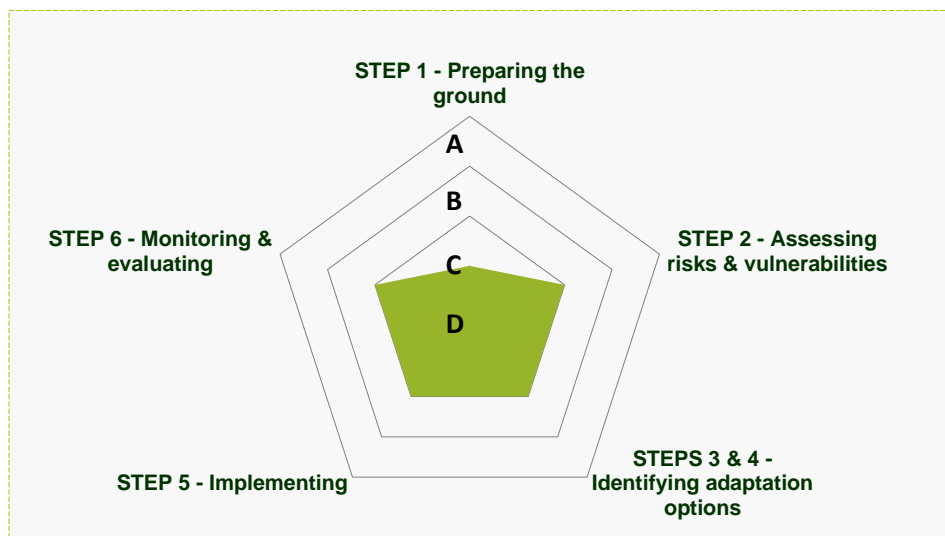 STEP 1 - Preparing the
ground
A
B
STEP 6 - Monitoring &
evaluating
STEP 2 - Assessing
risks & vulnerabilities
C
D
STEP 5 - Implementing
STEPS 3 & 4 -
Identifying adaptation
options